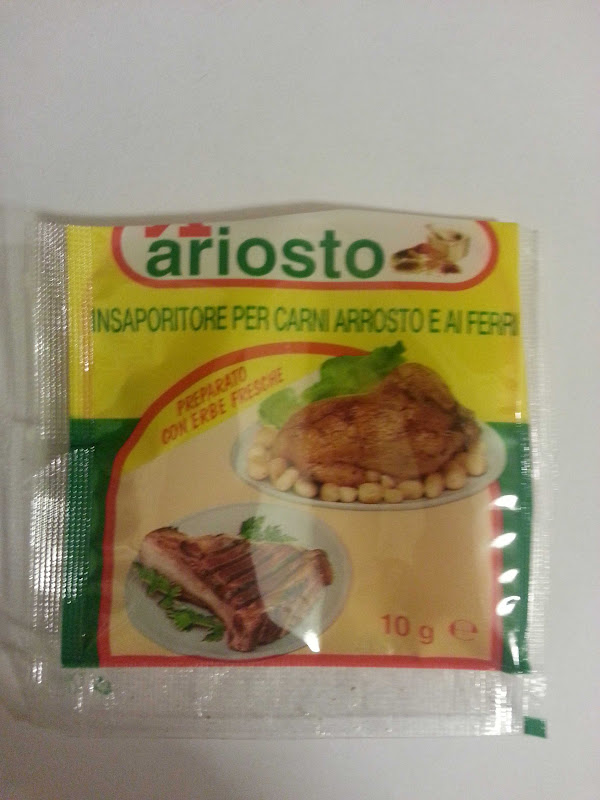 ariosto
INSAPORITORE PER CARNI ARROSTO E AI FERRI
PREPARATO
CON ERBE FRESCHE
10 g ℮